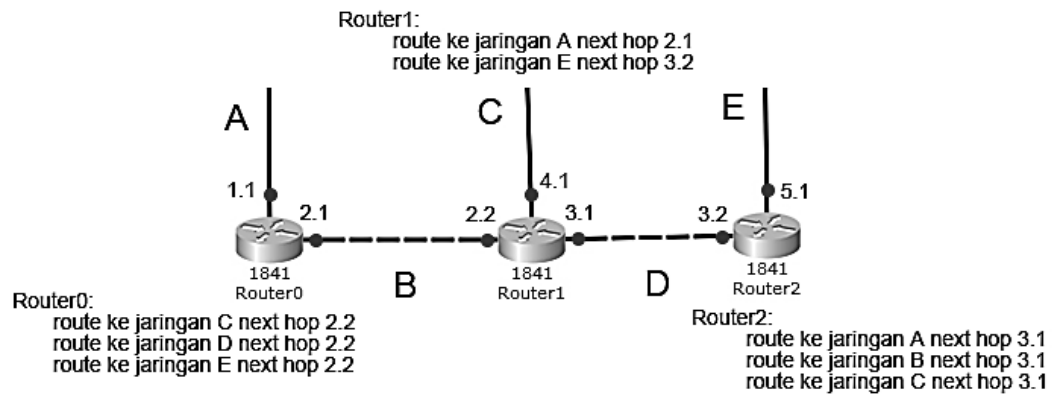 Router1:
route ke jaringan A next hop 2.1
route ke jaringan E next hop 3.2
A
C
E
1.1
4.1
5.1
2.1
2.2
3.1
3.2
1841
Router0
1841
Router1
1841
Router2
B
D
Router0:
route ke jaringan C next hop 2.2
route ke jaringan D next hop 2.2
route ke jaringan E next hop 2.2
Router2:
route ke jaringan A next hop 3.1
route ke jaringan B next hop 3.1
route ke jaringan C next hop 3.1